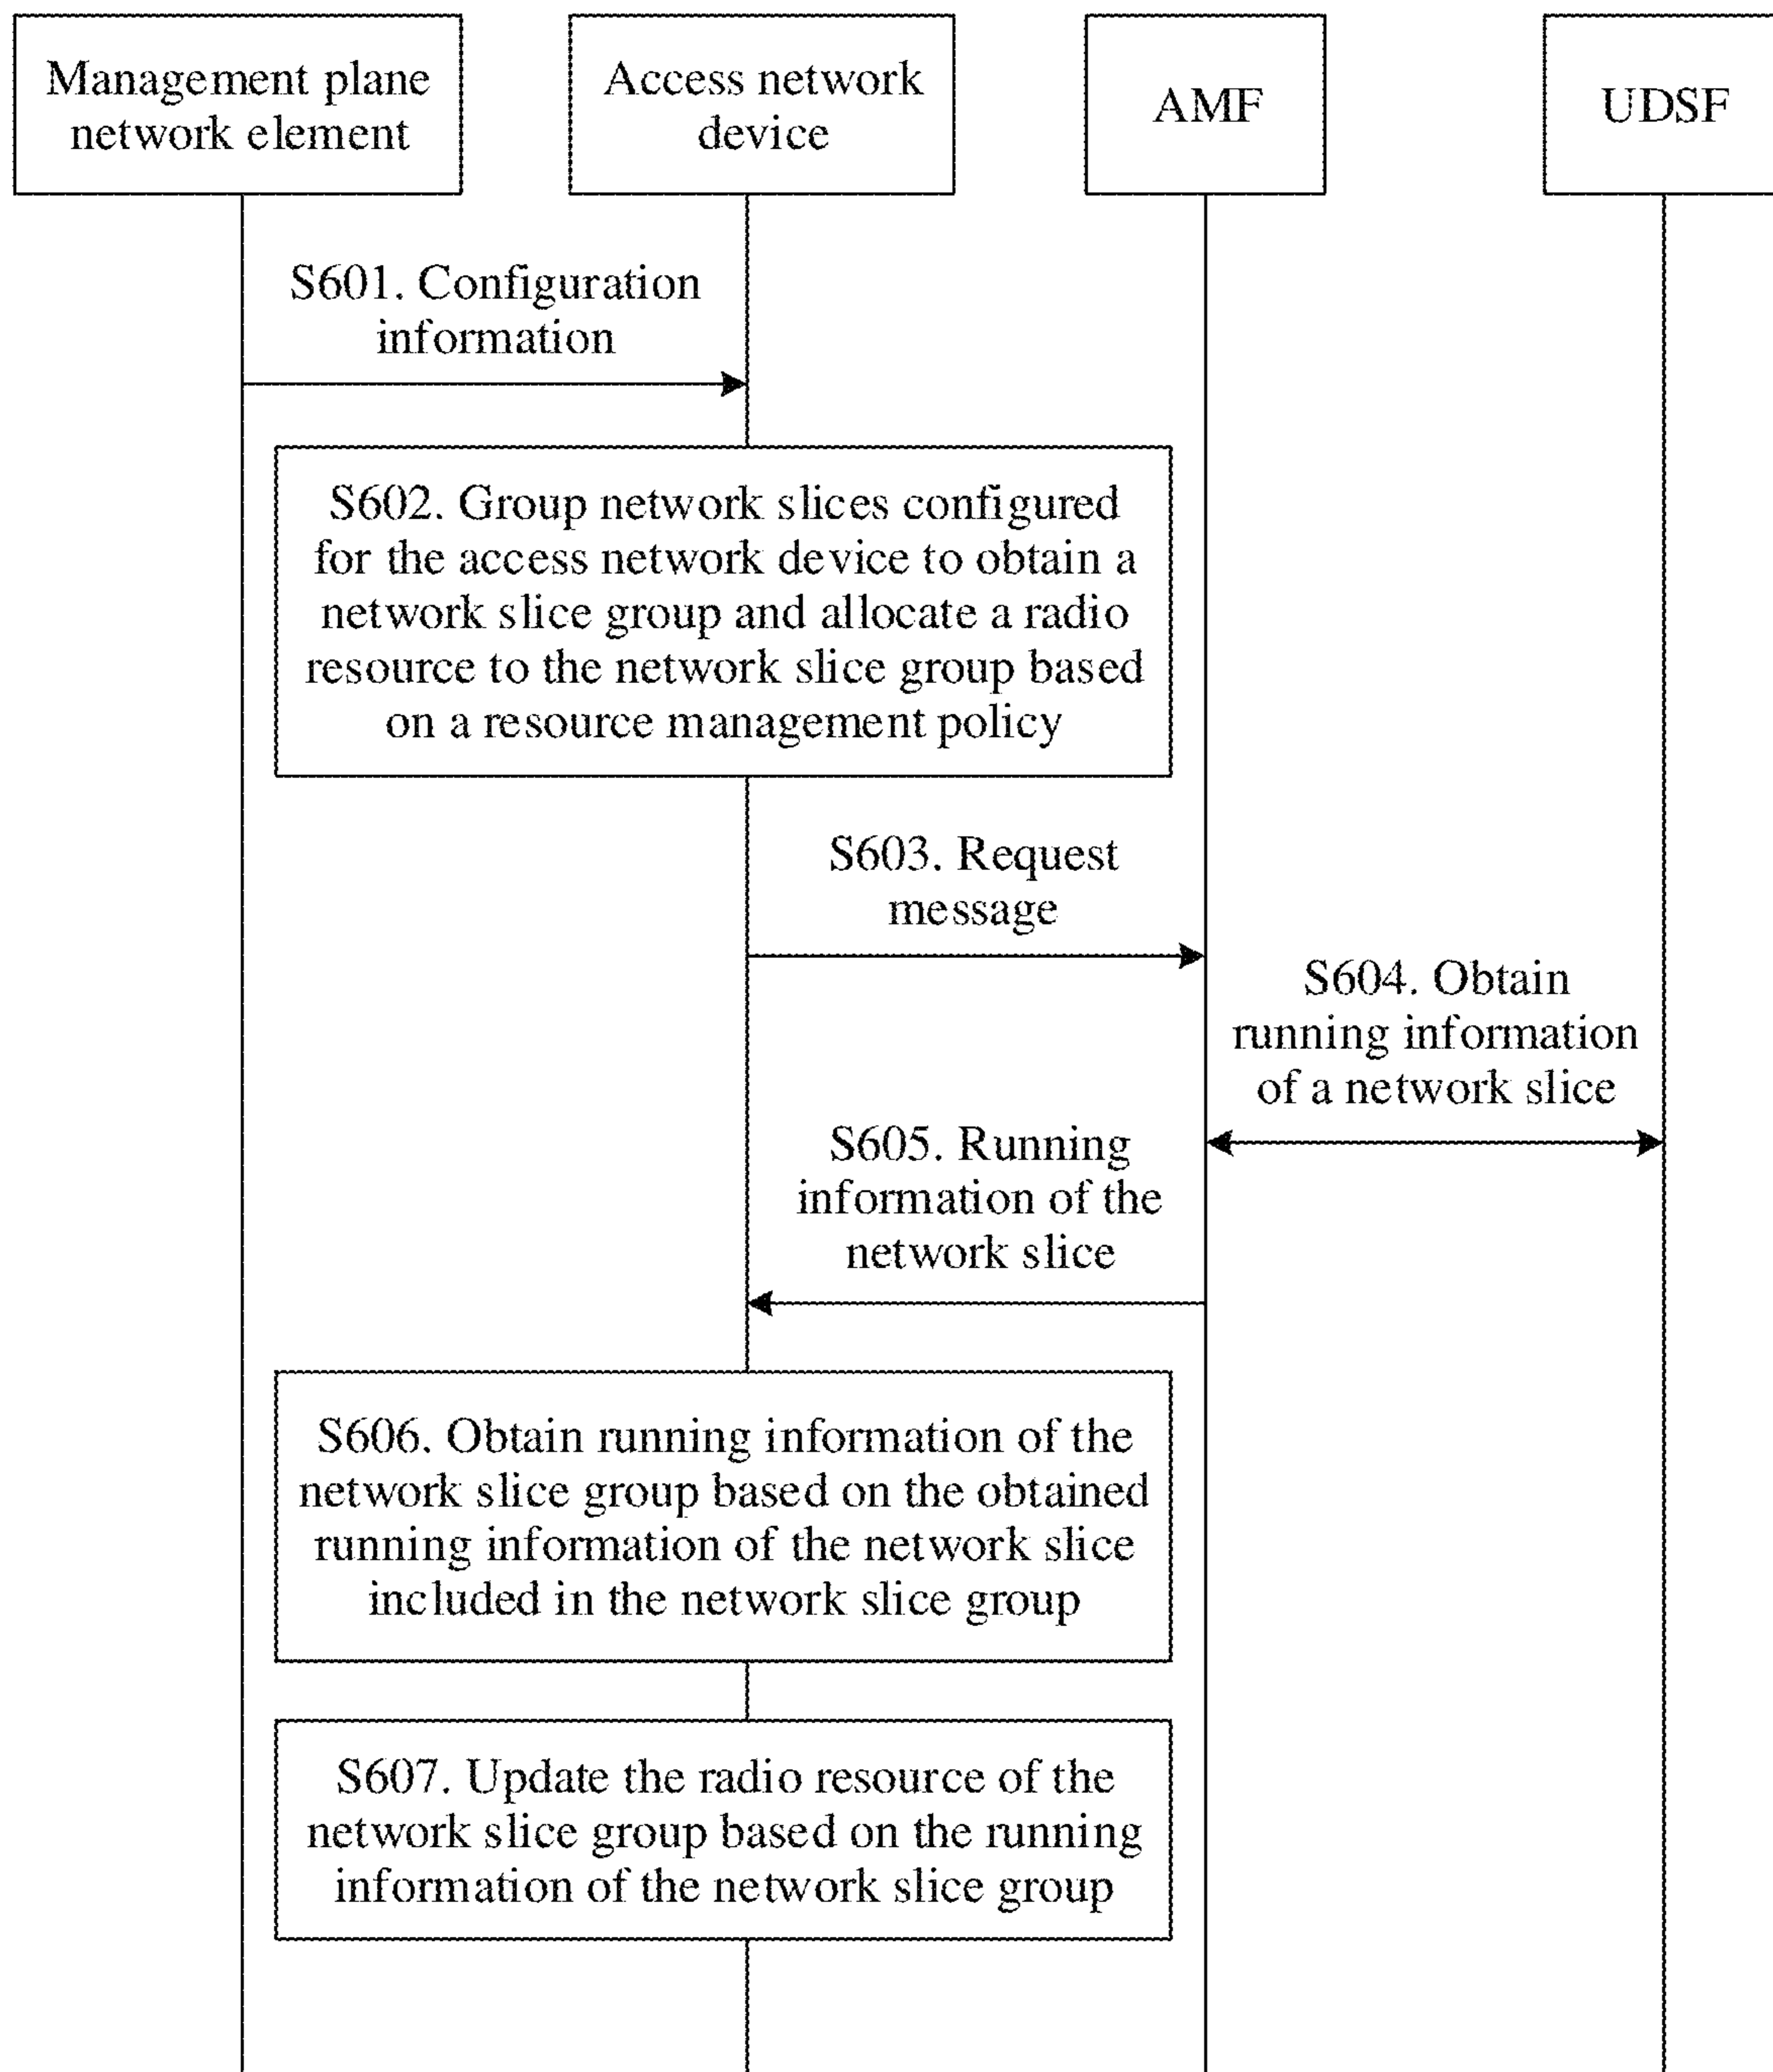 Management plane
network element
Access network
device
AMF
UDSF
S601. Configuration
information
S602. Group network slices configured
for the access network device to obtain a
network slice group and allocate a radio
resource to the network slice group based
on a resource management policy
S603. Request
message
S604. Obtain
running information
of a network slice
S605. Running
information of the
network slice
S606. Obtain running information of the
network slice group based on the obtained
running information of the network slice
included in the network slice group
S607. Update the radio resource of the
network slice group based on the running
information of the network slice group